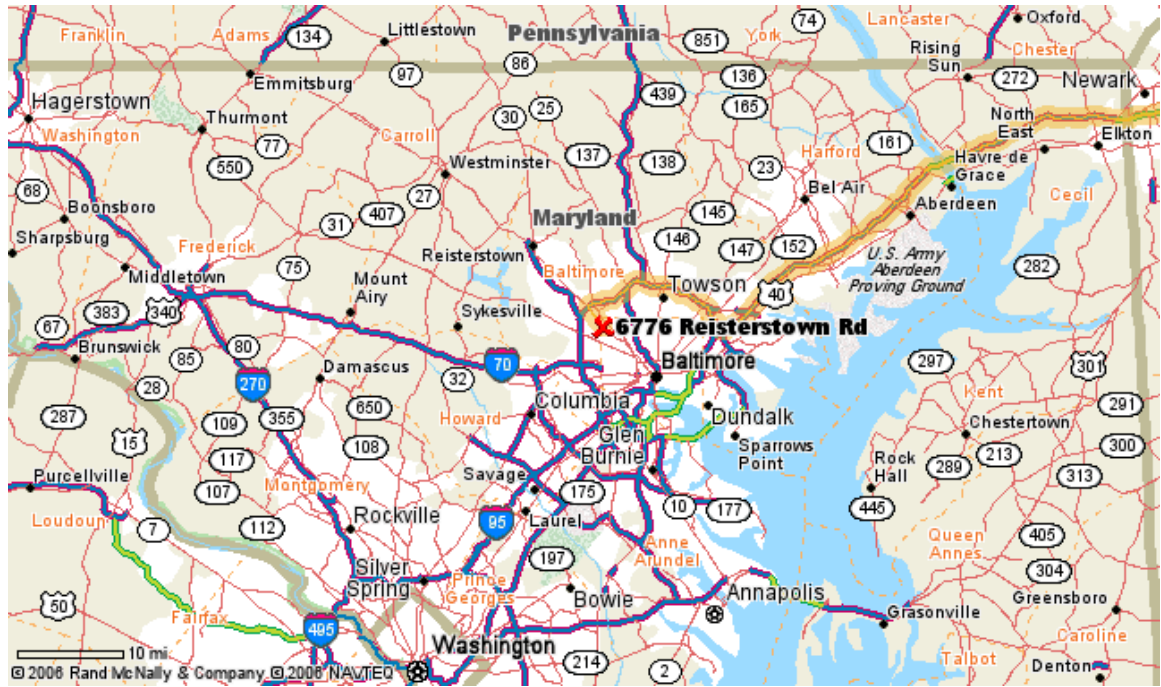 Franklin
Adams
134
Littlestown
Pennsylvania
851
York
74
Lancaster
Oxford
Chester
Rising
Sun
272
Newark
Emmitsburg
97
86
439
136
165
Hagerstown
Washington
Thurmont
77
550
Carroll
30
25
137
138
23
Harford
161
North
East
Elkton
Havre de
Grace
Westminster
27
407
31
68
Boonsboro
Sharpsburg
Frederick
Middletown
75
Mount
Airy
Reisterstown
Maryland
Baltimore
145
146
147
152
Bel Air
Aberdeen
Cecil
U.S. Army
Aberdeen
Proving Ground
282
Towson
40
6776 Reisterstown Rd
Sykesville
340
383
67
Brunswick
85
80
28
270
Damascus
70
32
Baltimore
297
301
Kent
291
287
15
109
355
650
108
117
107
Howard
Columbia
Dundalk
Glen
Burnie
Sparrows
Point
Chestertown
213
300
289
313
Rock
Hall
445
Purcellville
Loudoun
7
112
Montgomery
Rockville
Savage
175
95
Laurel
10
177
197
Anne
Arundel
Queen
Annes
405
304
Silver
Spring
Prince
Georges
Bowie
Annapolis
Grasonville
Greensboro
50
Fairfax
495
Washington
214
2
Talbot
Caroline
Denton
10 mi
© 2006 Rand McNally & Company © 2006 NAVTEQ